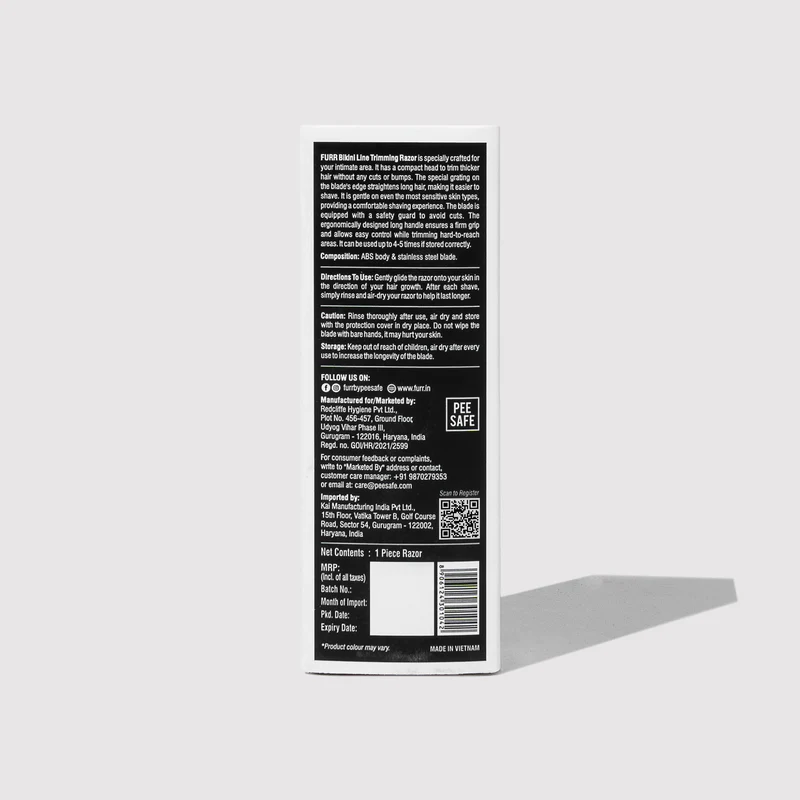 FURR Bikini Line Trimming Razor is specially crafted for
your intimate area. It has a compact head to trim thicker
hair without any cuts or bumps. The special grating on
the blade's edge straightens long hair, making it easier to
shave. It is gentle on even the most sensitive skin types,
providing a comfortable shaving experience. The blade is
equipped with a safety guard to avoid cuts. The
ergonomically designed long handle ensures a firm grip
and allows easy control while trimming hard-to-reach
areas. It can be used up to 4-5 times if stored correctly.
Composition: ABS body & stainless steel blade.
Directions To Use: Gently glide the razor onto your skin in
the direction of your hair growth. After each shave,
simply rinse and air-dry your razor to help it last longer.
Caution: Rinse thoroughly after use, air dry and store
with the protection cover in dry place. Do not wipe the
blade with bare hands, it may hurt your skin.
Storage: Keep out of reach of children, air dry after every
use to increase the longevity of the blade.
FOLLOW US ON:
furrbypeesafe www.furr.in
Manufactured for/Marketed by:
Redcliffe Hygiene Pvt Ltd.,
Plot No. 456-457, Ground Floor,
Udyog Vihar Phase III,
Gurugram - 122016, Haryana, India
Regd. no. GOI/HR/2021/2599
PEE
SAFE
For consumer feedback or complaints,
write to "Marketed By" address or contact,
customer care manager: +91 9870279353
or email at: care@peesafe.com
Scan to Register
Imported by:
Kai Manufacturing India Pvt Ltd.,
15th Floor, Vatika Tower B, Golf Course
Road, Sector 54, Gurugram - 122002,
Haryana, India
Net Contents : 1 Piece Razor
MRP:
(incl. of all taxes)
Batch No.:
Month of Import:
Pkd. Date:
Expiry Date:
8906124301042
*Product colour may vary.
MADE IN VIETNAM